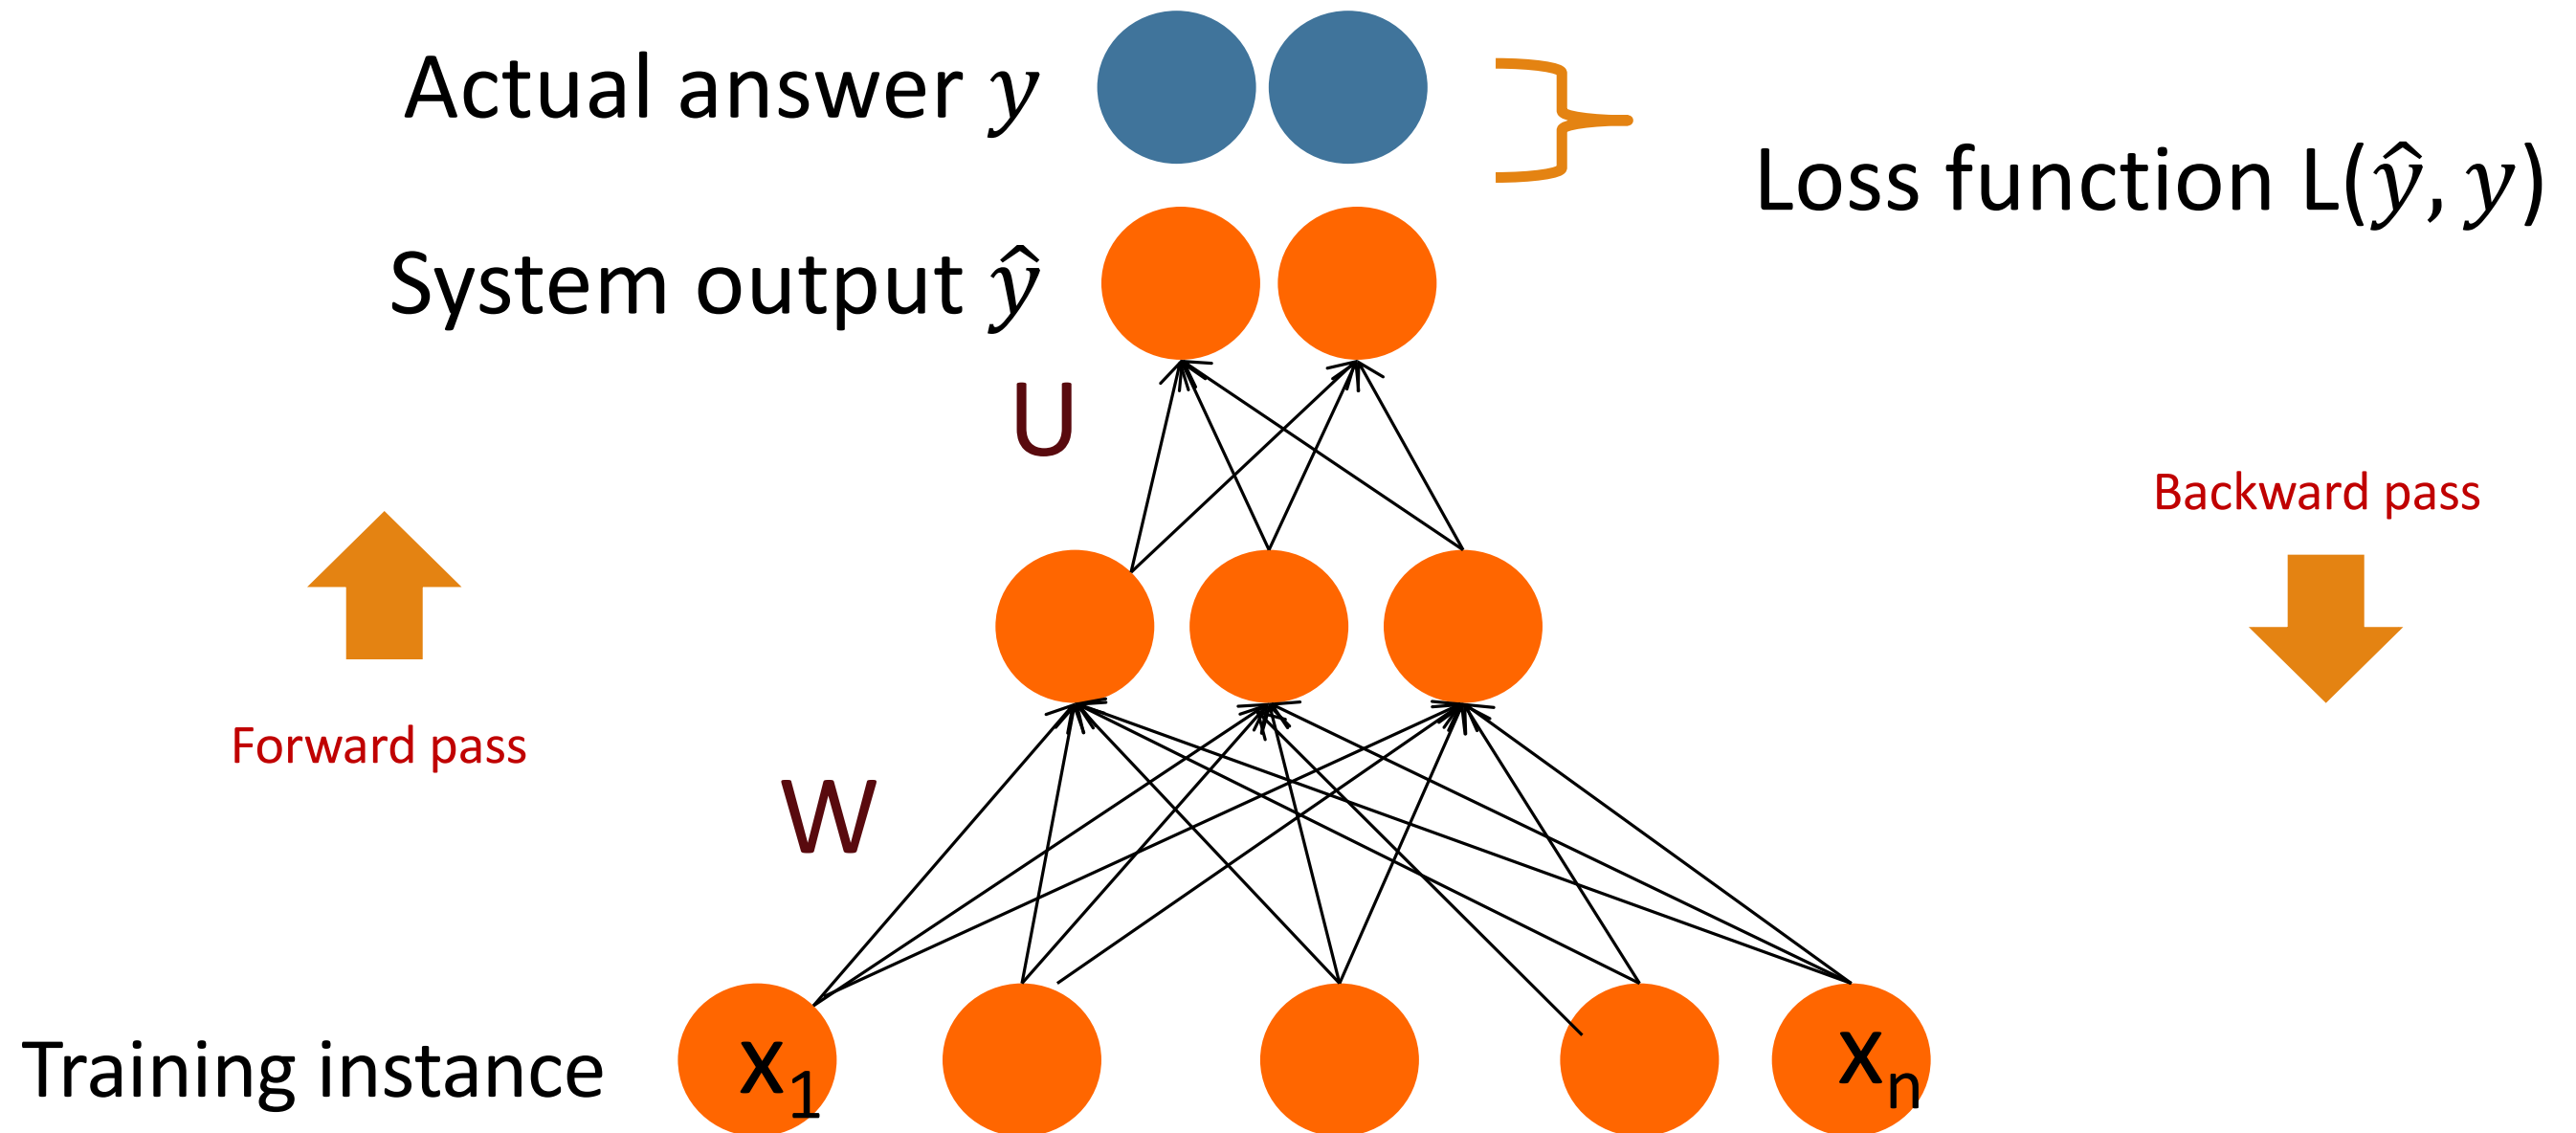 Actual answer y
Loss function L(ŷ, y)
System output ŷ
U
Backward pass
Forward pass
W
Training instance
x₁
xₙ